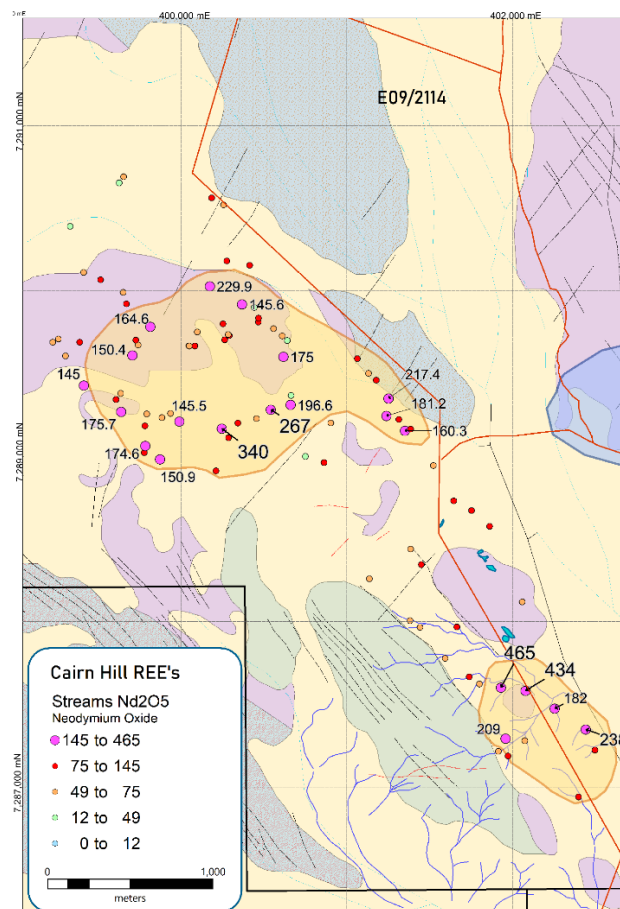 0 mE
400,000 mE
402,000 mE
E09/2114
7,291,000 mN
229.9
145.6
164.6
150.4
175
145
217.4
175.7
145.5
196.6
181.2
267
340
160.3
174.6
150.9
7,289,000 mN
465
434
182
209
238
7,287,000 mN
Cairn Hill REE's
Streams Nd2O5
Neodymium Oxide
145 to 465
75 to 145
49 to 75
12 to 49
0 to 12
0 1,000
meters